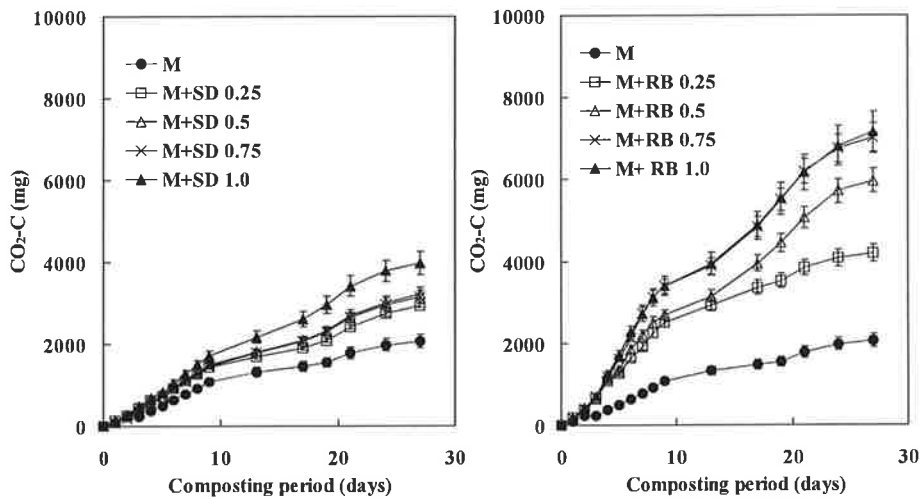 10000
8000
6000
4000
2000
0
CO₂-C (mg)
M
M+SD 0.25
M+SD 0.5
M+SD 0.75
M+SD 1.0
0 10 20 30
Composting period (days)
10000
8000
6000
4000
2000
0
CO₂-C (mg)
M
M+RB 0.25
M+RB 0.5
M+RB 0.75
M+ RB 1.0
0 10 20 30
Composting period (days)